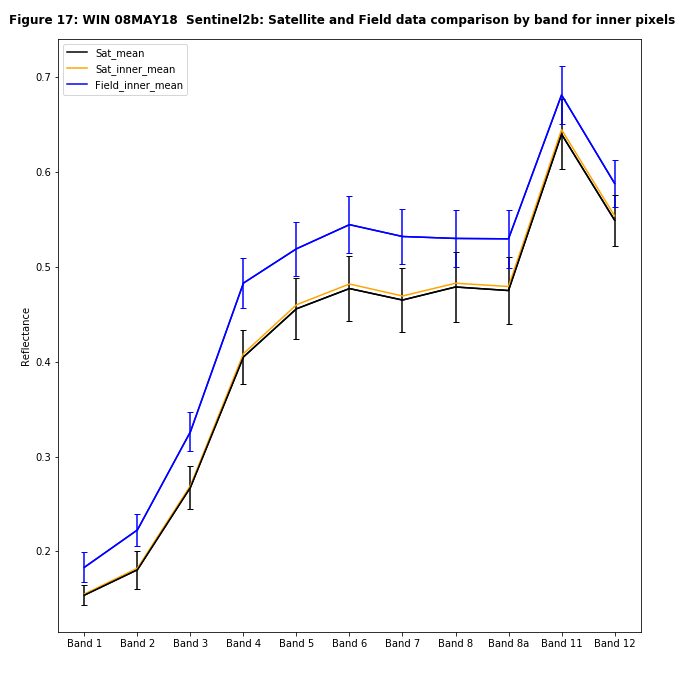 Figure 17: WIN 08MAY18  Sentinel2b: Satellite and Field data comparison by band for inner pixels
Sat_mean
Sat_inner_mean
Field_inner_mean
0.7
0.6
0.5
0.4
0.3
0.2
Reflectance
Band 1 Band 2 Band 3 Band 4 Band 5 Band 6 Band 7 Band 8 Band 8a Band 11 Band 12